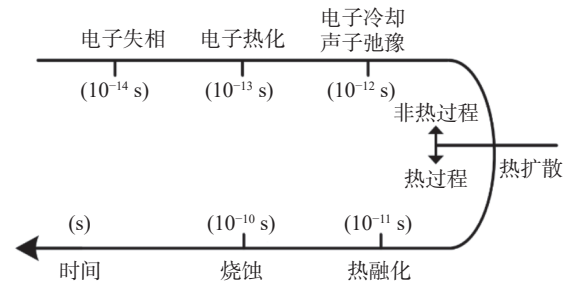 电子失相
电子热化
电子冷却
声子弛豫
(10⁻¹⁴ s)
(10⁻¹³ s)
(10⁻¹² s)
非热过程
热扩散
热过程
(s)
(10⁻¹⁰ s)
(10⁻¹¹ s)
时间
烧蚀
热融化